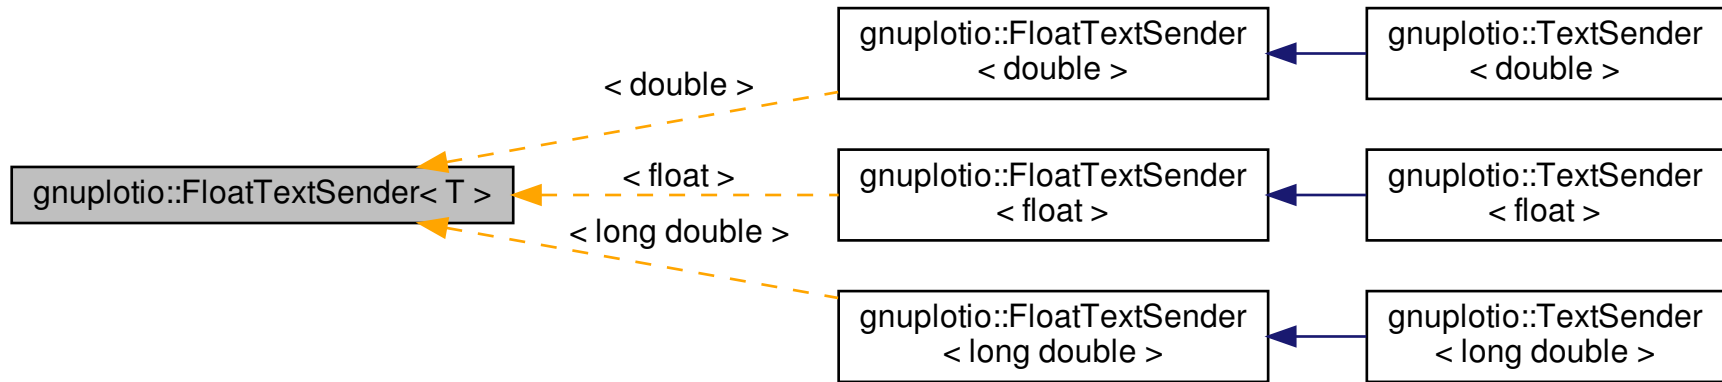 gnuplotio::FloatTextSender< T >
< double >
< float >
< long double >
gnuplotio::FloatTextSender
< double >
gnuplotio::TextSender
< double >
gnuplotio::FloatTextSender
< float >
gnuplotio::TextSender
< float >
gnuplotio::FloatTextSender
< long double >
gnuplotio::TextSender
< long double >